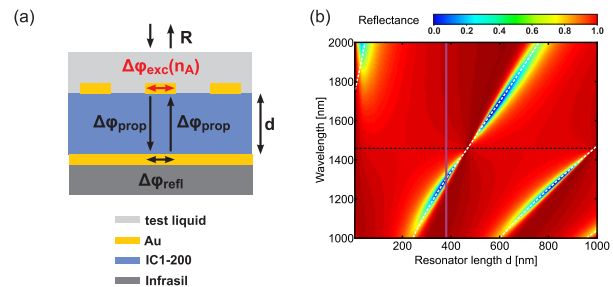 (a)
R
Δφexc(nA)
Δφprop
Δφprop
d
Δφrefl
test liquid
Au
IC1-200
Infrasil
(b)
Reflectance
0.0 0.2 0.4 0.6 0.8 1.0
Wavelength [nm]
2000
1800
1600
1400
1200
1000
200 400 600 800 1000
Resonator length d [nm]